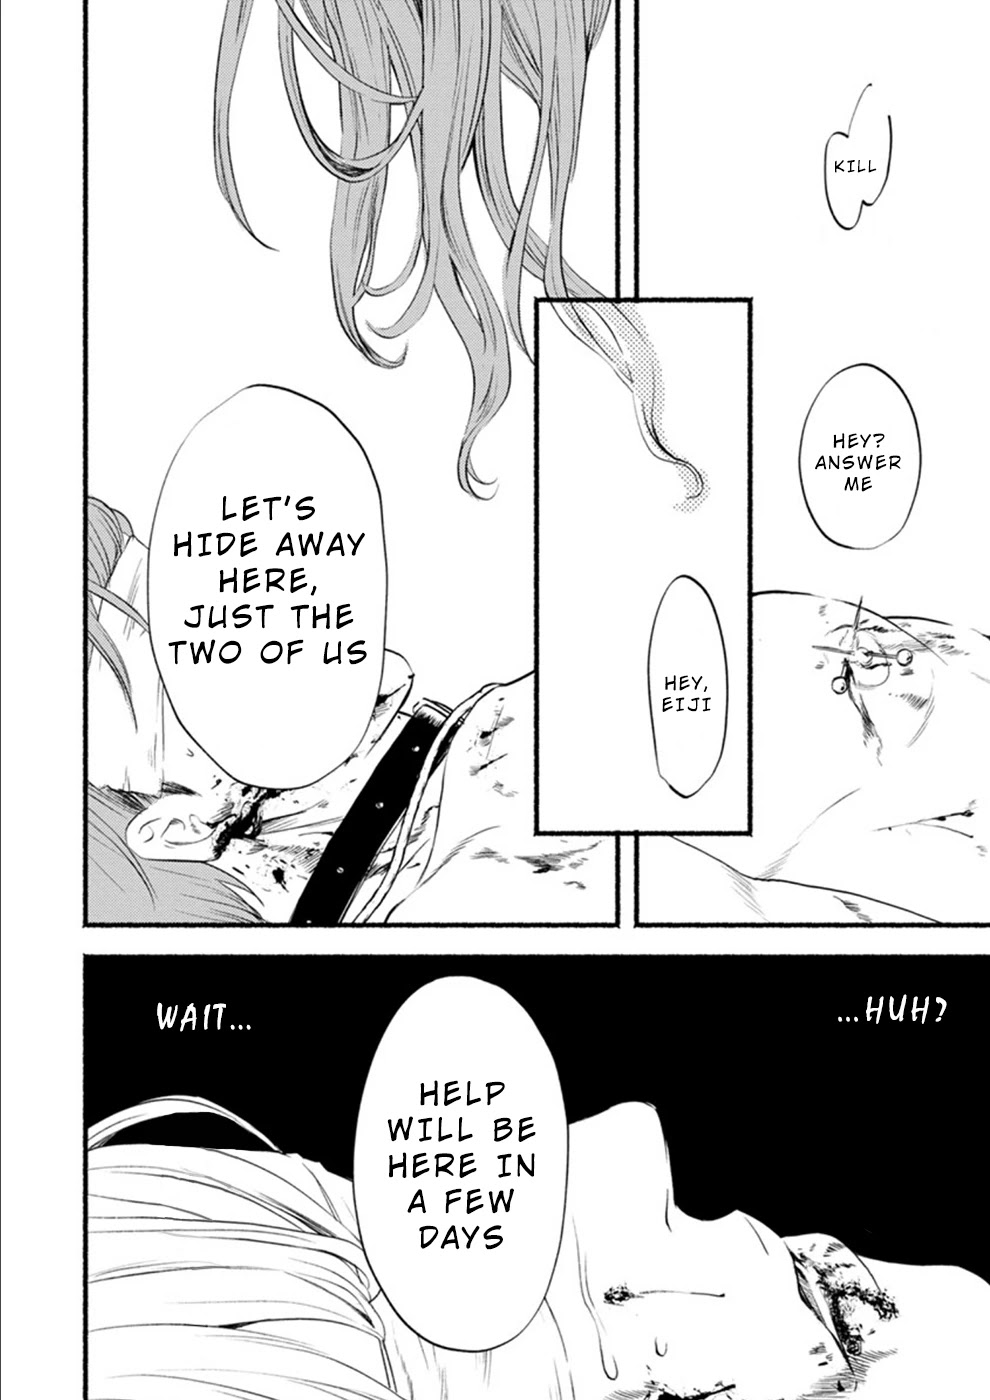 KILL
HEY?
ANSWER
ME
HEY,
EIJI
LET'S
HIDE AWAY
HERE,
JUST THE
TWO OF US
...HUH?
HELP
WILL BE
HERE IN
A FEW
DAYS
WAIT...